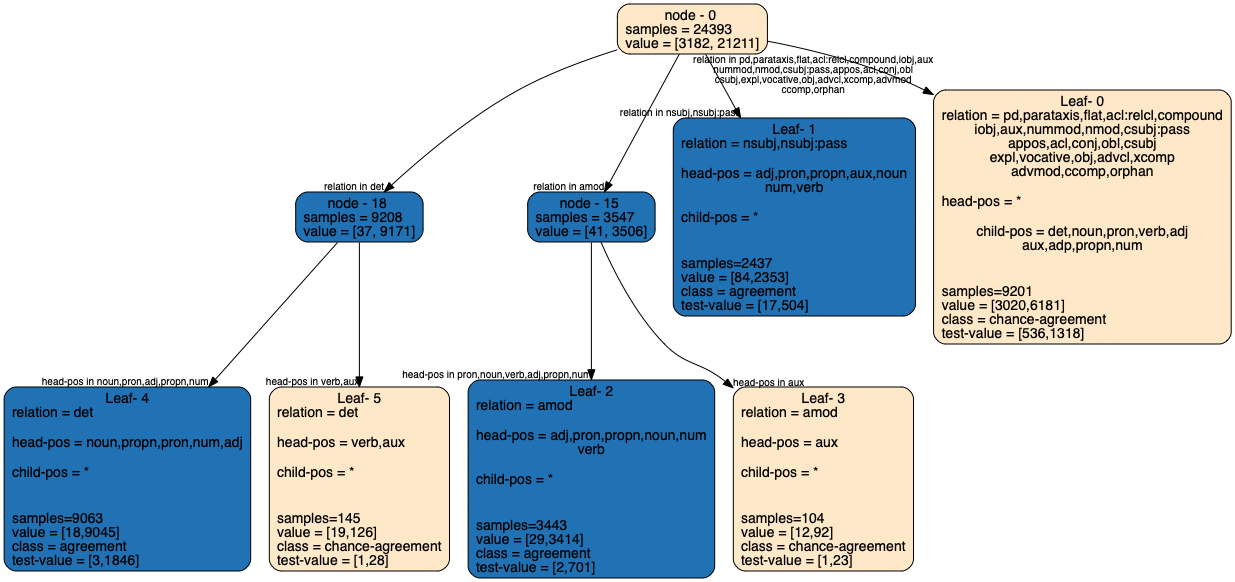 node - 0
samples = 24393
value = [3182, 21211]
relation in pd,parataxis,flat,acl:relcl,compound,iobj,aux
nummod,nmod,csubj:pass,appos,acl,conj,obl
csubj,expl,vocative,obj,advcl,xcomp,advmod
ccomp,orphan
relation in nsubj,nsubj:pass
Leaf- 0
relation = pd,parataxis,flat,acl:relcl,compound
iobj,aux,nummod,nmod,csubj:pass
appos,acl,conj,obl,csubj
expl,vocative,obj,advcl,xcomp
advmod,ccomp,orphan
head-pos = *
child-pos = det,noun,pron,verb,adj
aux,adp,propn,num
samples=9201
value = [3020,6181]
class = chance-agreement
test-value = [536,1318]
Leaf- 1
relation = nsubj,nsubj:pass
head-pos = adj,pron,propn,aux,noun
num,verb
child-pos = *
samples=2437
value = [84,2353]
class = agreement
test-value = [17,504]
relation in det
node - 18
samples = 9208
value = [37, 9171]
relation in amod
node - 15
samples = 3547
value = [41, 3506]
head-pos in noun,pron,adj,propn,num
Leaf- 4
relation = det
head-pos = noun,propn,pron,num,adj
child-pos = *
samples=9063
value = [18,9045]
class = agreement
test-value = [3,1846]
head-pos in verb,aux
Leaf- 5
relation = det
head-pos = verb,aux
child-pos = *
samples=145
value = [19,126]
class = chance-agreement
test-value = [1,28]
head-pos in pron,noun,verb,adj,propn,num
Leaf- 2
relation = amod
head-pos = adj,pron,propn,noun,num
verb
child-pos = *
samples=3443
value = [29,3414]
class = agreement
test-value = [2,701]
head-pos in aux
Leaf- 3
relation = amod
head-pos = aux
child-pos = *
samples=104
value = [12,92]
class = chance-agreement
test-value = [1,23]